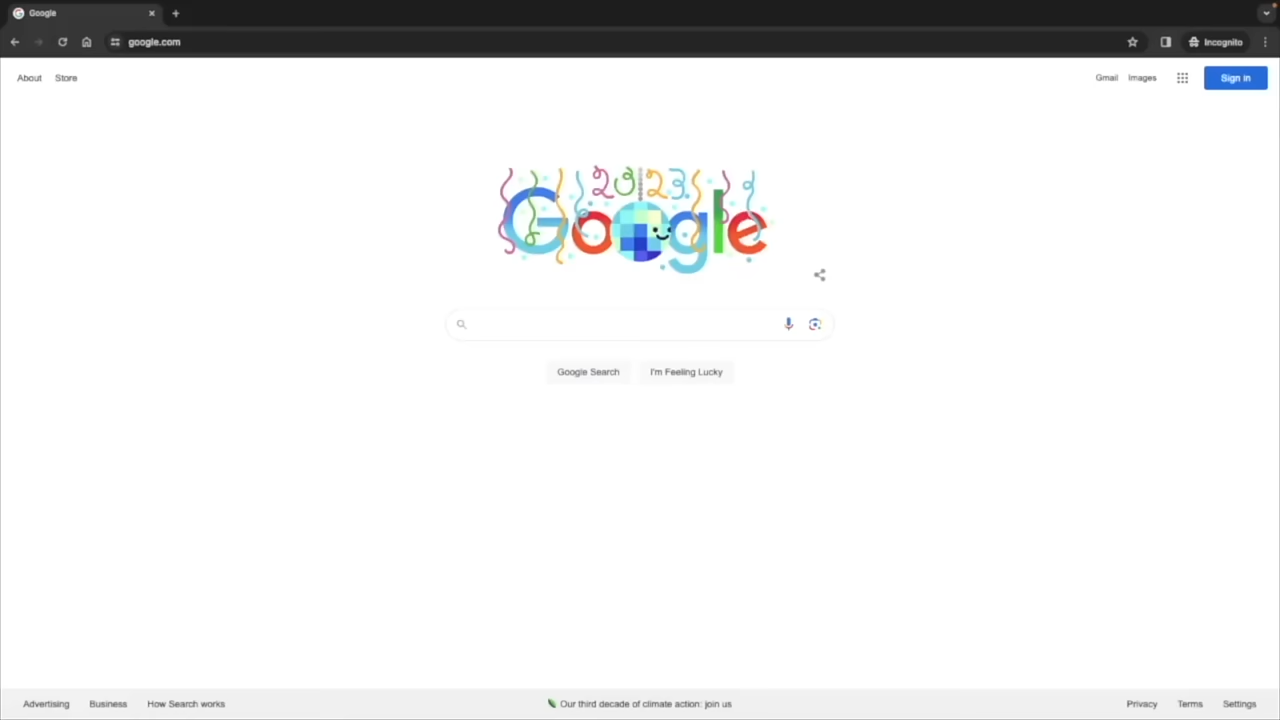 Google
google.com
Incognito
About Store
Gmail Images
Sign in
2023
Google
Google Search
I'm Feeling Lucky
Advertising Business How Search works
Our third decade of climate action: join us
Privacy Terms Settings